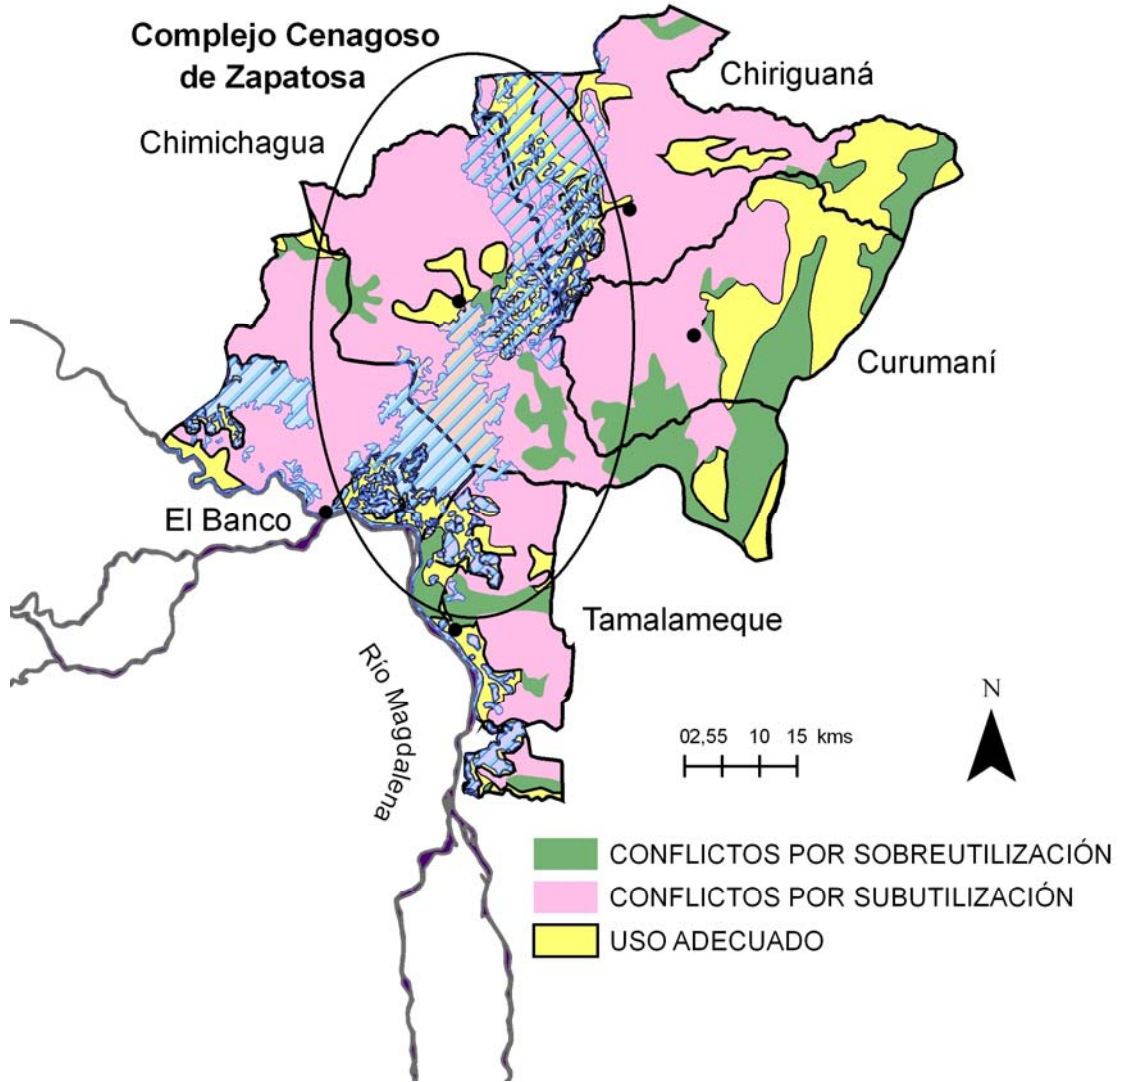 Complejo Cenagoso
de Zapatosa
Chiriguaná
Chimichagua
Curumaní
El Banco
Tamalameque
Río Magdalena
N
02,55 10 15 kms
CONFLICTOS POR SOBREUTILIZACIÓN
CONFLICTOS POR SUBUTILIZACIÓN
USO ADECUADO